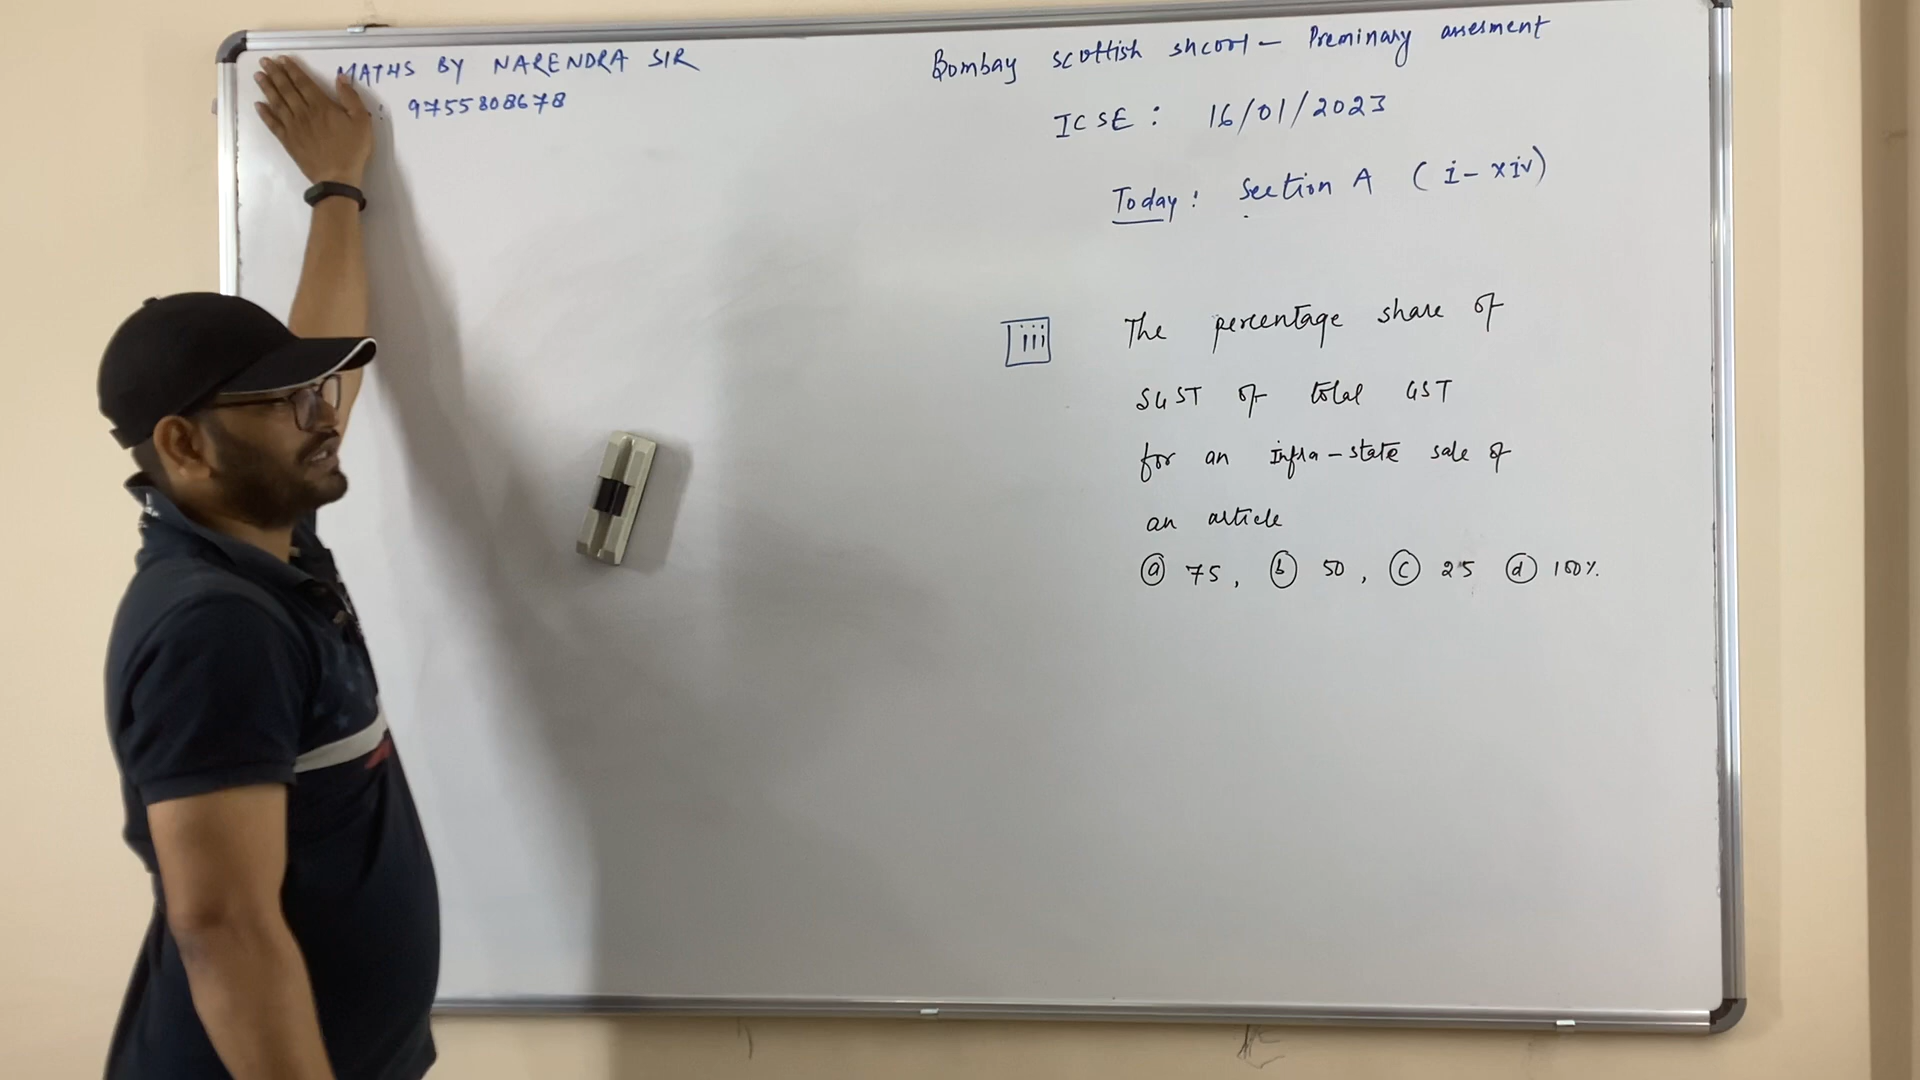 MATHS BY NARENDRA SIR
: 9755808678
Bombay scottish shcool - Preminary assesment
ICSE : 16/01/2023
Today : Section A ( i - xiv )
iii
The percentage share of
SGST of total GST
for an Infra-state sale of
an article
(a) 75, (b) 50, (c) 25 (d) 100%.